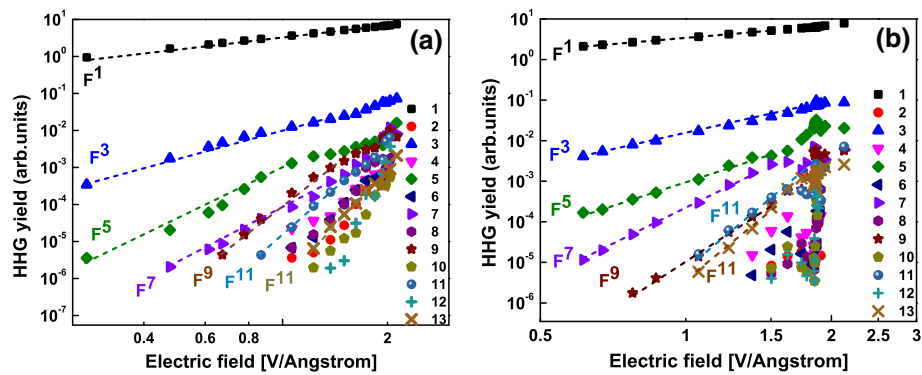 (a)
HHG yield (arb.units)
10^1
10^0
10^-1
10^-2
10^-3
10^-4
10^-5
10^-6
10^-7
F^1
F^3
F^5
F^7
F^9
F^11
F^11
1
2
3
4
5
6
7
8
9
10
11
12
13
0.4
0.6
0.8
1
2
Electric field [V/Angstrom]
(b)
HHG yield (arb.units)
10^1
10^0
10^-1
10^-2
10^-3
10^-4
10^-5
10^-6
F^1
F^3
F^5
F^7
F^9
F^11
F^11
1
2
3
4
5
6
7
8
9
10
11
12
13
0.5
1
1.5
2
2.5
3
Electric field [V/Angstrom]